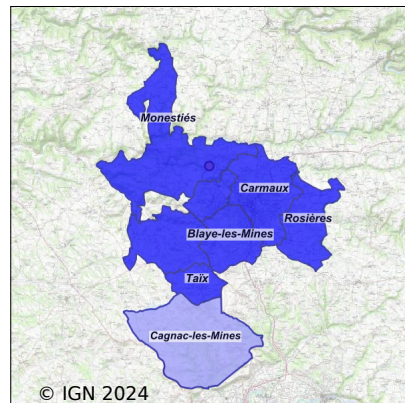 Monestiés
Carmaux
Rosières
Blaye-les-Mines
Taïx
Cagnac-les-Mines
© IGN 2024